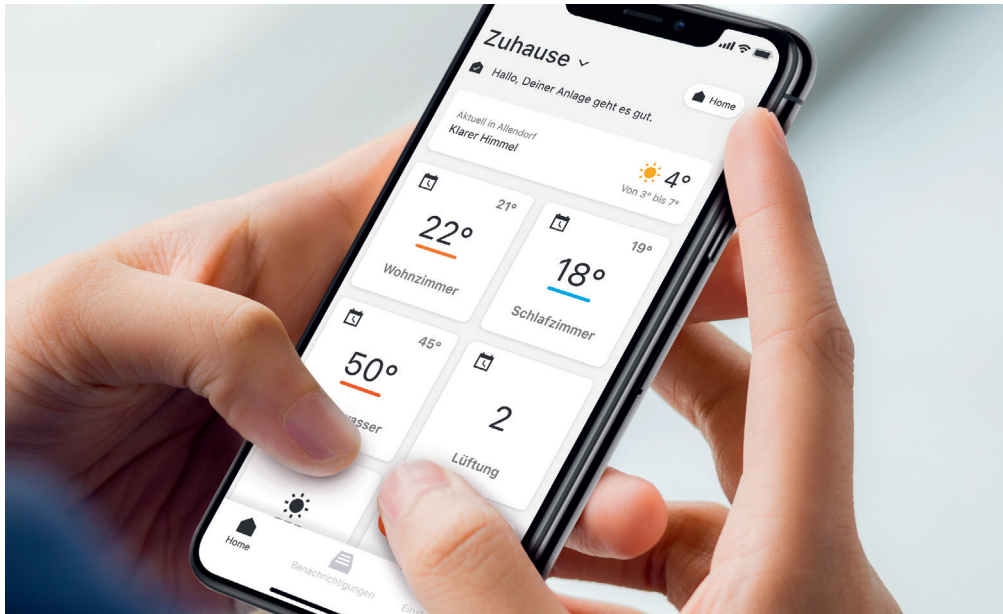 Zuhause
Hallo, Deiner Anlage geht es gut.
Home
Aktuell in Allendorf
Klarer Himmel
4°
Von 3° bis 7°
21°
22°
Wohnzimmer
19°
18°
Schlafzimmer
45°
50°
2
Lüftung
Home
Benachrichtigungen